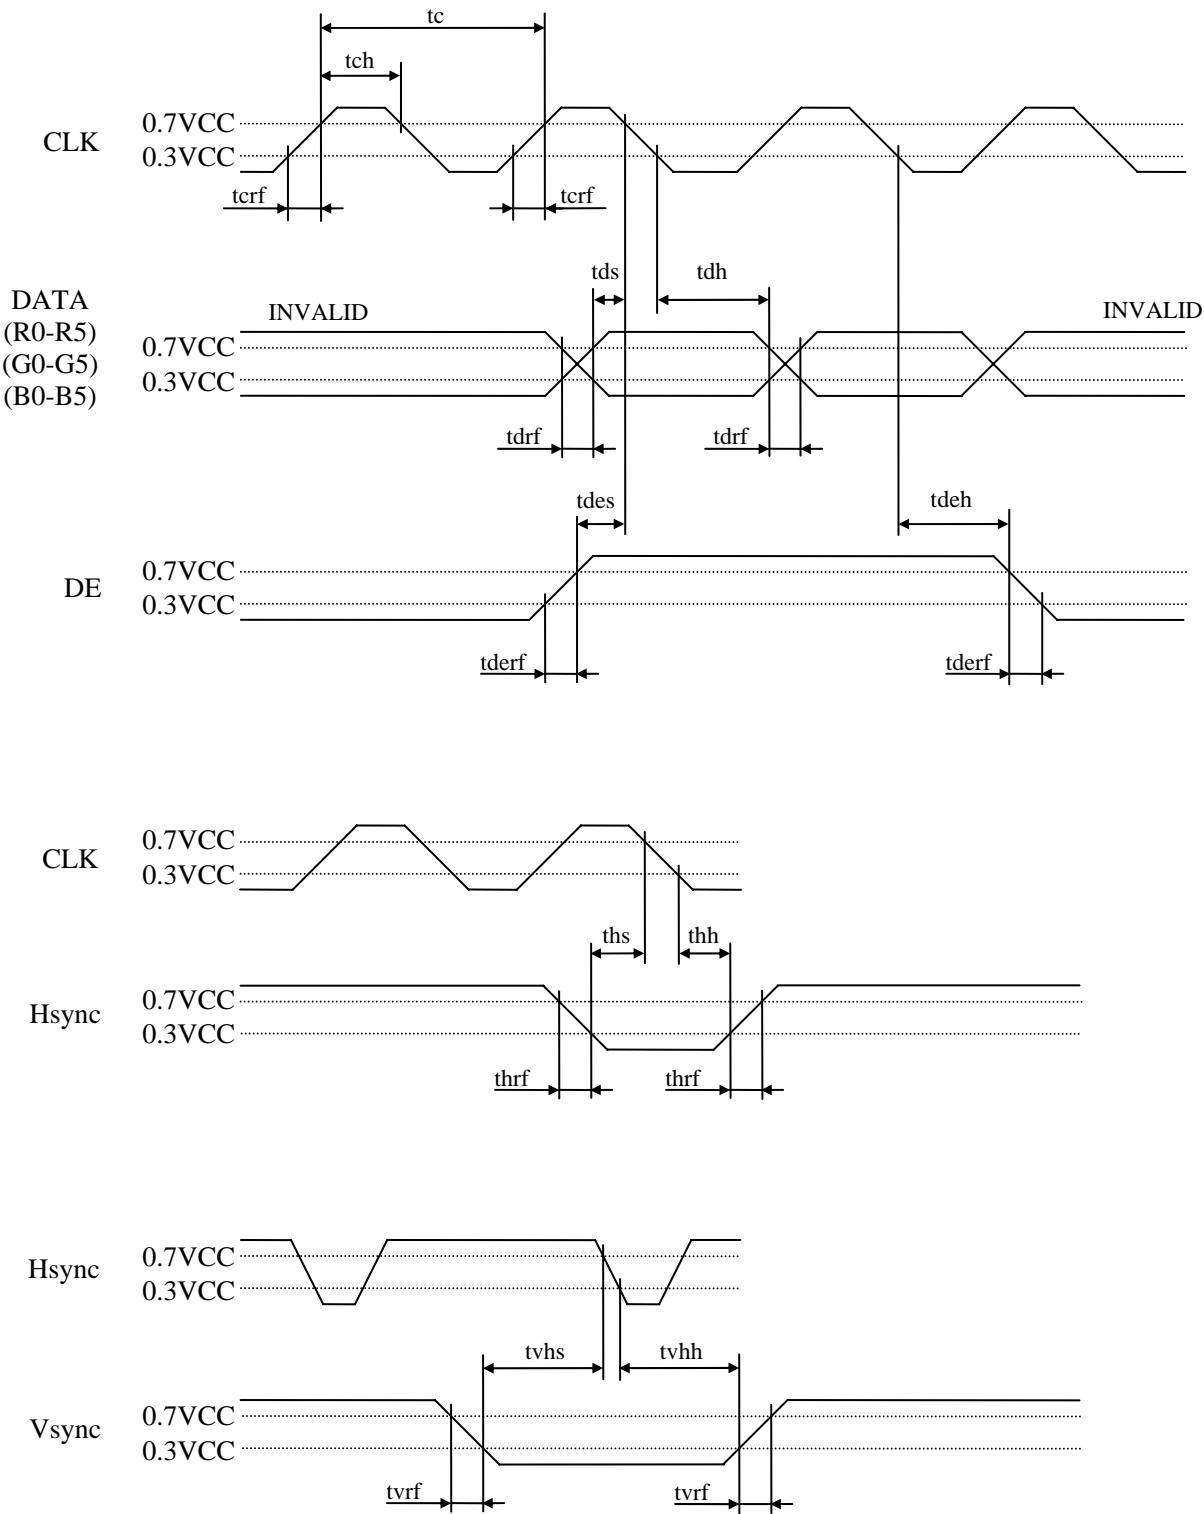 tc
tch
0.7VCC
CLK
0.3VCC
tcrf
tcrf
tds
tdh
DATA
(R0-R5)
(G0-G5)
(B0-B5)
INVALID
INVALID
0.7VCC
0.3VCC
tdrf
tdrf
tdes
tdeh
0.7VCC
DE
0.3VCC
tderf
tderf
0.7VCC
CLK
0.3VCC
ths
thh
0.7VCC
Hsync
0.3VCC
thrf
thrf
0.7VCC
Hsync
0.3VCC
tvhs
tvhh
0.7VCC
Vsync
0.3VCC
tvrf
tvrf